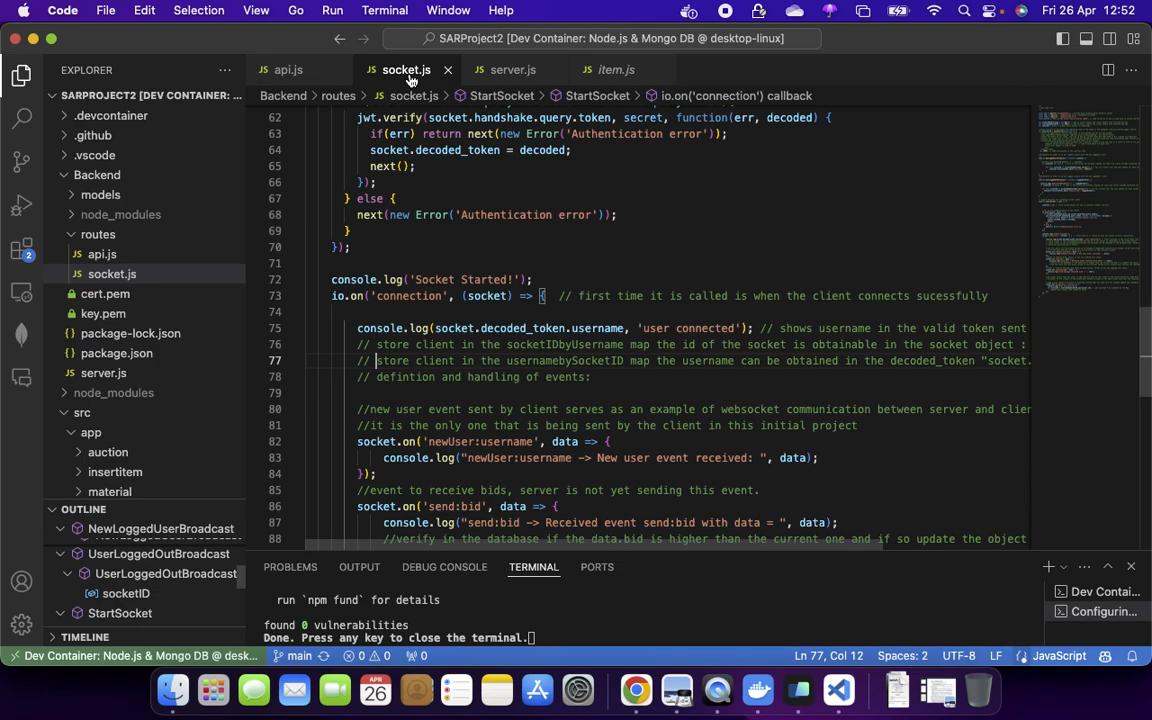 Code File Edit Selection View Go Run Terminal Window Help Fri 26 Apr 12:52
SARProject2 [Dev Container: Node.js & Mongo DB @ desktop-linux]
EXPLORER ... api.js socket.js server.js item.js
SARPROJECT2 [DEV CONTAINER: ...
Backend > routes > socket.js > StartSocket > StartSocket > io.on('connection') callback
.devcontainer
.github
.vscode
Backend
models
node_modules
routes
api.js
socket.js
cert.pem
key.pem
package-lock.json
package.json
server.js
node_modules
src
app
auction
insertitem
material
OUTLINE
NewLoggedUserBroadcast
UserLoggedOutBroadcast
UserLoggedOutBroadcast
socketID
StartSocket
TIMELINE
62 jwt.verify(socket.handshake.query.token, secret, function(err, decoded) {
63 if(err) return next(new Error('Authentication error'));
64 socket.decoded_token = decoded;
65 next();
66 });
67 } else {
68 next(new Error('Authentication error'));
69 }
70 });
71
72 console.log('Socket Started!');
73 io.on('connection', (socket) => { // first time it is called is when the client connects sucessfully
74
75 console.log(socket.decoded_token.username, 'user connected'); // shows username in the valid token sent
76 // store client in the socketIDbyUsername map the id of the socket is obtainable in the socket object :
77 // store client in the usernamebySocketID map the username can be obtained in the decoded_token "socket.
78 // defintion and handling of events:
79
80 //new user event sent by client serves as an example of websocket communication between server and clien
81 //it is the only one that is being sent by the client in this initial project
82 socket.on('newUser:username', data => {
83 console.log("newUser:username -> New user event received: ", data);
84 });
85 //event to receive bids, server is not yet sending this event.
86 socket.on('send:bid', data => {
87 console.log("send:bid -> Received event send:bid with data = ", data);
88 //verify in the database if the data.bid is higher than the current one and if so update the object
PROBLEMS OUTPUT DEBUG CONSOLE TERMINAL PORTS
run `npm fund` for details
found 0 vulnerabilities
Done. Press any key to close the terminal.
Dev Contai...
Configurin...
Dev Container: Node.js & Mongo DB @ desk... main 0 0 0 Ln 77, Col 12 Spaces: 2 UTF-8 LF JavaScript
APR
26
2